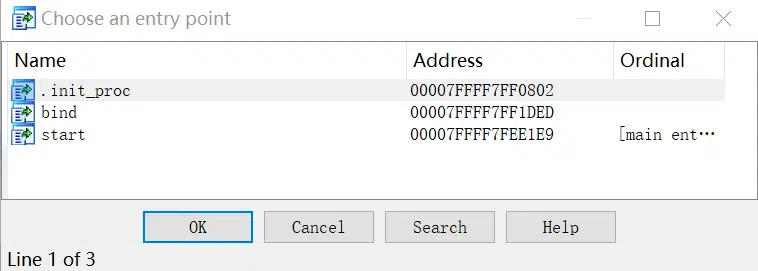 Choose an entry point
Name Address Ordinal
.init_proc 00007FFFF7FF0802
bind 00007FFFF7FF1DED
start 00007FFFF7FEE1E9 [main ent…
OK Cancel Search Help
Line 1 of 3